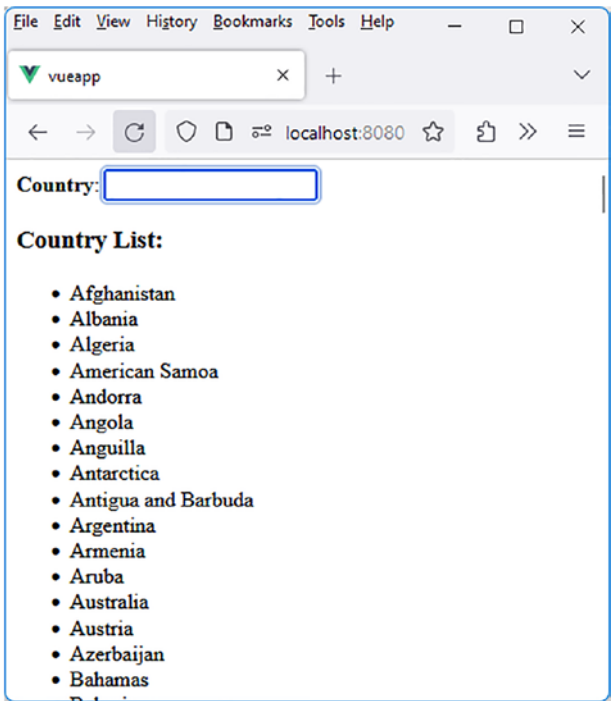 File Edit View History Bookmarks Tools Help
vueapp
localhost:8080
Country:
Country List:
• Afghanistan
• Albania
• Algeria
• American Samoa
• Andorra
• Angola
• Anguilla
• Antarctica
• Antigua and Barbuda
• Argentina
• Armenia
• Aruba
• Australia
• Austria
• Azerbaijan
• Bahamas